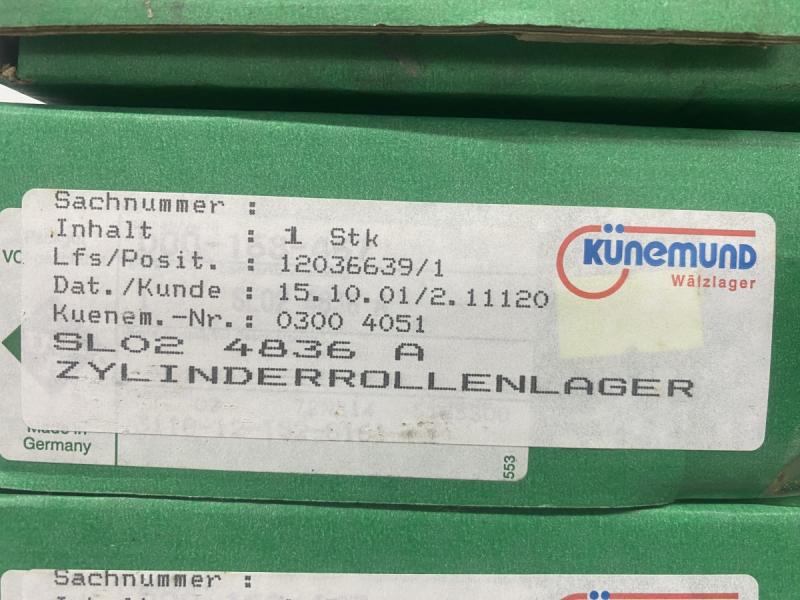 Sachnummer :
Inhalt : 1 Stk
Lfs/Posit. : 12036639/1
Dat./Kunde : 15.10.01/2.11120
Kuenem.-Nr.: 0300 4051
SL02 4836 A
ZYLINDERROLLENLAGER
KÜNEMUND
Wälzlager
Made in
Germany
553
Sachnummer :